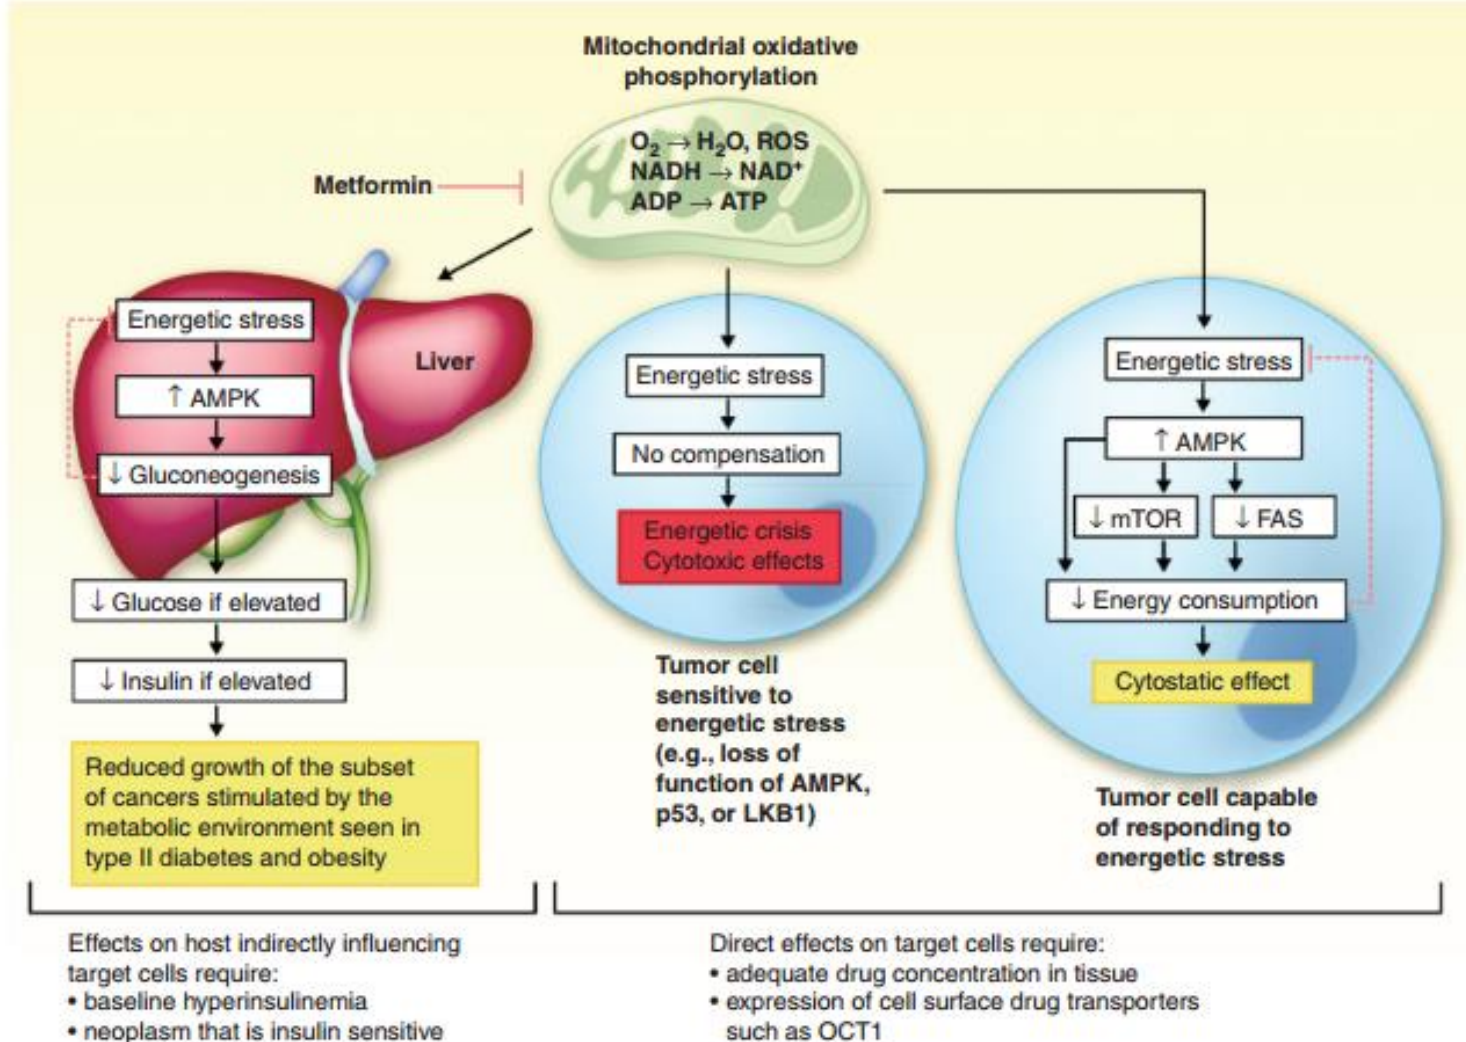 Mitochondrial oxidative
phosphorylation
O₂ → H₂O, ROS
NADH → NAD⁺
ADP → ATP
Metformin
Liver
Energetic stress
↑ AMPK
↓ Gluconeogenesis
↓ Glucose if elevated
↓ Insulin if elevated
Reduced growth of the subset
of cancers stimulated by the
metabolic environment seen in
type II diabetes and obesity
Energetic stress
No compensation
Energetic crisis
Cytotoxic effects
Tumor cell
sensitive to
energetic stress
(e.g., loss of
function of AMPK,
p53, or LKB1)
Energetic stress
↑ AMPK
↓ mTOR
↓ FAS
↓ Energy consumption
Cytostatic effect
Tumor cell capable
of responding to
energetic stress
Effects on host indirectly influencing
target cells require:
• baseline hyperinsulinemia
• neoplasm that is insulin sensitive
Direct effects on target cells require:
• adequate drug concentration in tissue
• expression of cell surface drug transporters
such as OCT1